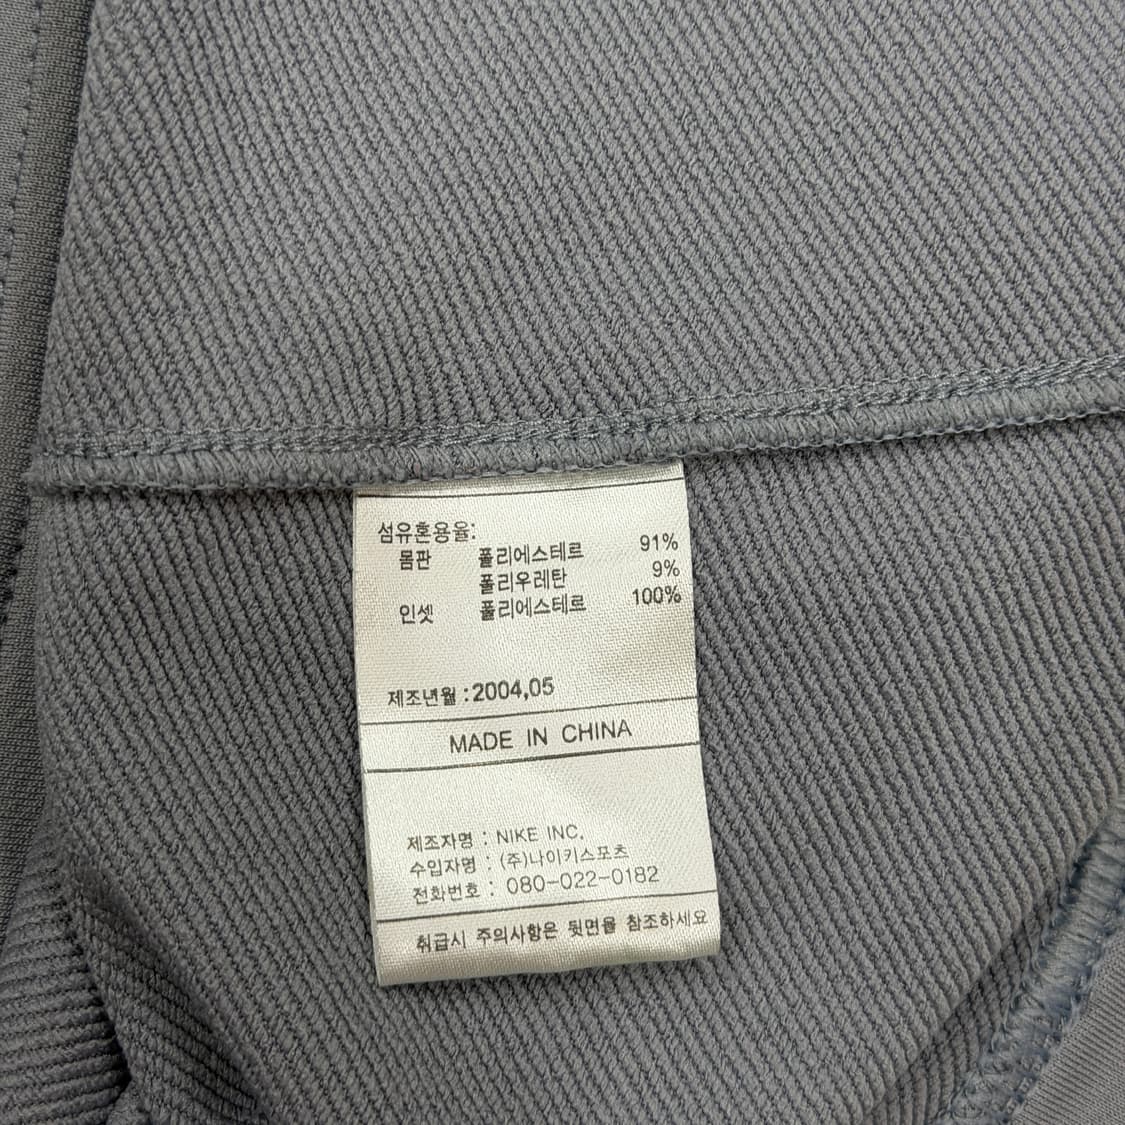 섬유혼용율:
몸판 폴리에스테르 91%
폴리우레탄 9%
인셋 폴리에스테르 100%
제조년월 : 2004,05
MADE IN CHINA
제조자명 : NIKE INC.
수입자명 : (주)나이키스포츠
전화번호 : 080-022-0182
취급시 주의사항은 뒷면을 참조하세요